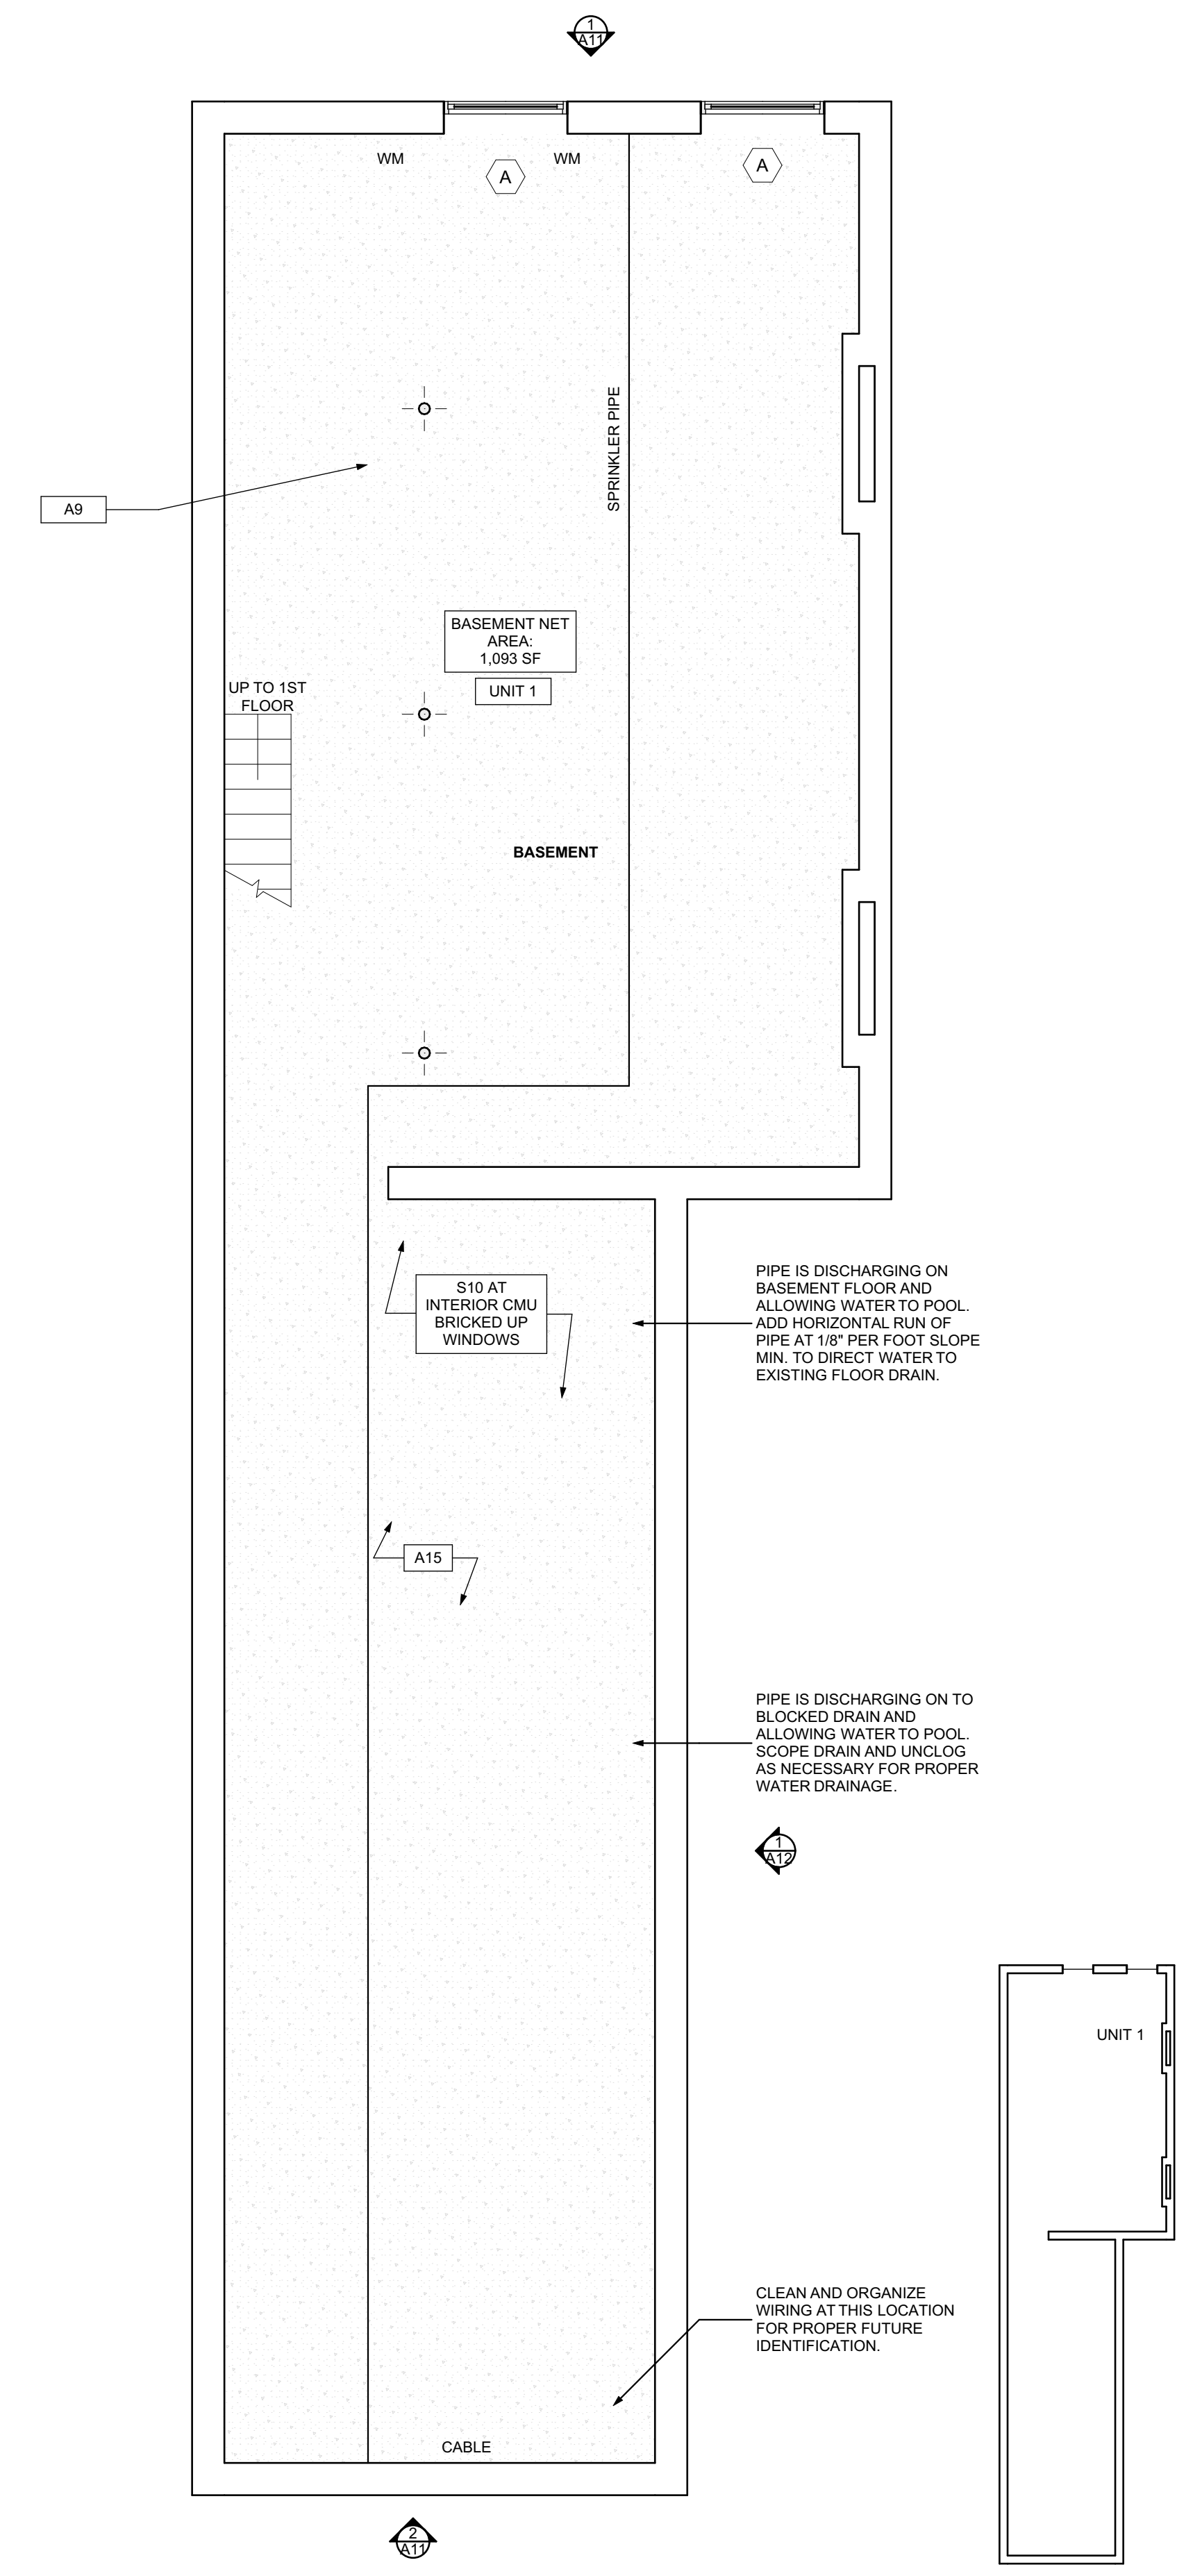 1
A11
WM
WM
A
A
SPRINKLER PIPE
A9
BASEMENT NET
AREA:
1,093 SF
UNIT 1
UP TO 1ST
FLOOR
BASEMENT
S10 AT
INTERIOR CMU
BRICKED UP
WINDOWS
PIPE IS DISCHARGING ON
BASEMENT FLOOR AND
ALLOWING WATER TO POOL.
ADD HORIZONTAL RUN OF
PIPE AT 1/8" PER FOOT SLOPE
MIN. TO DIRECT WATER TO
EXISTING FLOOR DRAIN.
A15
PIPE IS DISCHARGING ON TO
BLOCKED DRAIN AND
ALLOWING WATER TO POOL.
SCOPE DRAIN AND UNCLOG
AS NECESSARY FOR PROPER
WATER DRAINAGE.
1
A12
UNIT 1
CLEAN AND ORGANIZE
WIRING AT THIS LOCATION
FOR PROPER FUTURE
IDENTIFICATION.
CABLE
2
A11